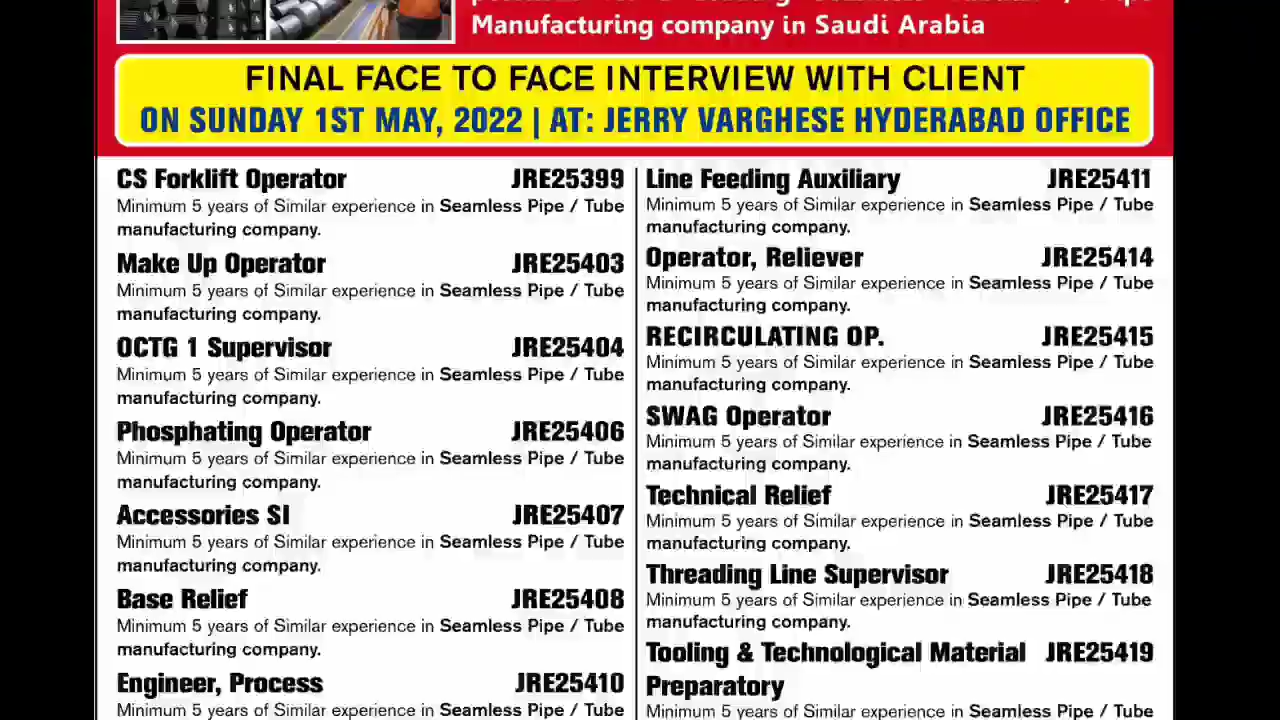 Manufacturing company in Saudi Arabia
FINAL FACE TO FACE INTERVIEW WITH CLIENT
ON SUNDAY 1ST MAY, 2022 | AT: JERRY VARGHESE HYDERABAD OFFICE
CS Forklift Operator JRE25399
Minimum 5 years of Similar experience in Seamless Pipe / Tube
manufacturing company.
Make Up Operator JRE25403
Minimum 5 years of Similar experience in Seamless Pipe / Tube
manufacturing company.
OCTG 1 Supervisor JRE25404
Minimum 5 years of Similar experience in Seamless Pipe / Tube
manufacturing company.
Phosphating Operator JRE25406
Minimum 5 years of Similar experience in Seamless Pipe / Tube
manufacturing company.
Accessories SI JRE25407
Minimum 5 years of Similar experience in Seamless Pipe / Tube
manufacturing company.
Base Relief JRE25408
Minimum 5 years of Similar experience in Seamless Pipe / Tube
manufacturing company.
Engineer, Process JRE25410
Minimum 5 years of Similar experience in Seamless Pipe / Tube
Line Feeding Auxiliary JRE25411
Minimum 5 years of Similar experience in Seamless Pipe / Tube
manufacturing company.
Operator, Reliever JRE25414
Minimum 5 years of Similar experience in Seamless Pipe / Tube
manufacturing company.
RECIRCULATING OP. JRE25415
Minimum 5 years of Similar experience in Seamless Pipe / Tube
manufacturing company.
SWAG Operator JRE25416
Minimum 5 years of Similar experience in Seamless Pipe / Tube
manufacturing company.
Technical Relief JRE25417
Minimum 5 years of Similar experience in Seamless Pipe / Tube
manufacturing company.
Threading Line Supervisor JRE25418
Minimum 5 years of Similar experience in Seamless Pipe / Tube
manufacturing company.
Tooling & Technological Material JRE25419
Preparatory
Minimum 5 years of Similar experience in Seamless Pipe / Tube